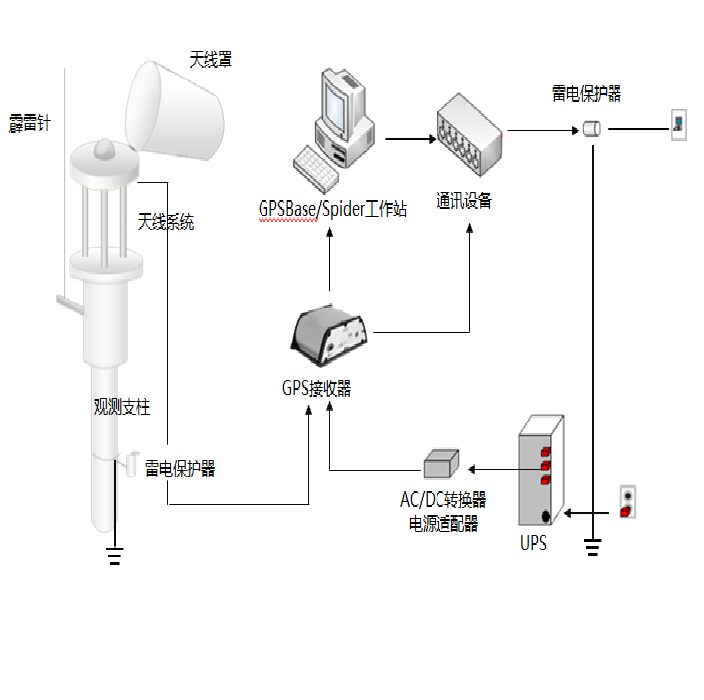 天线罩
霹雷针
雷电保护器
GPSBase/Spider工作站
通讯设备
天线系统
GPS接收器
观测支柱
雷电保护器
AC/DC转换器
电源适配器
UPS